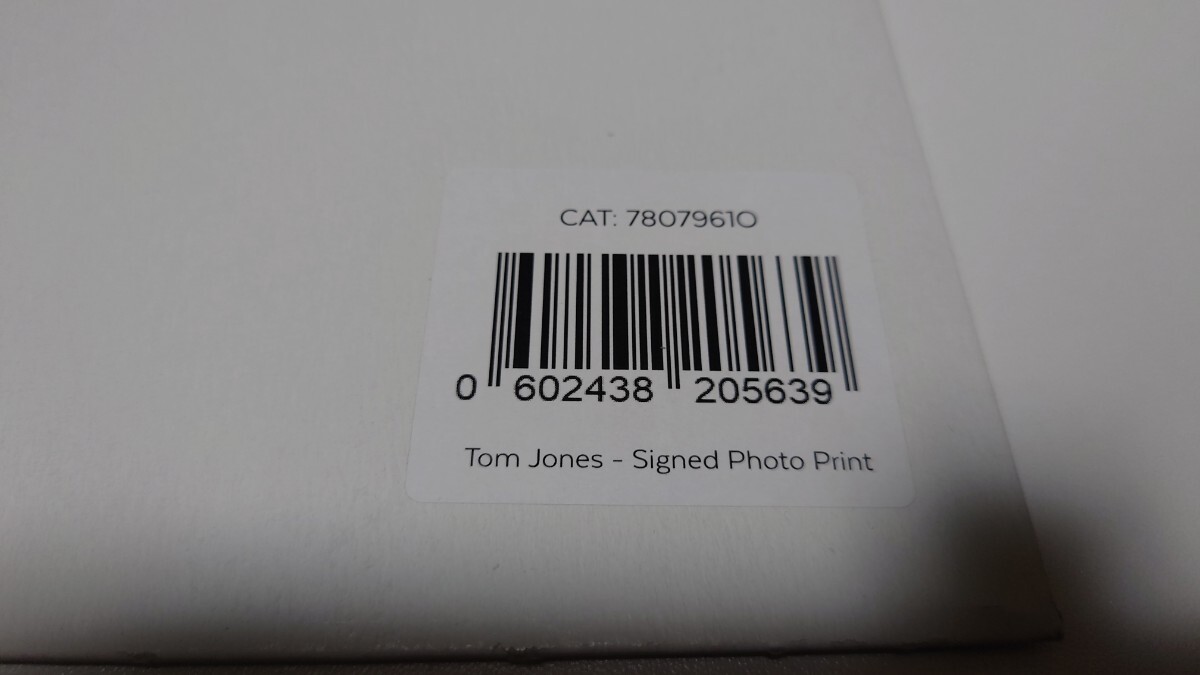 CAT: 78079610
0 602438 205639
Tom Jones - Signed Photo Print